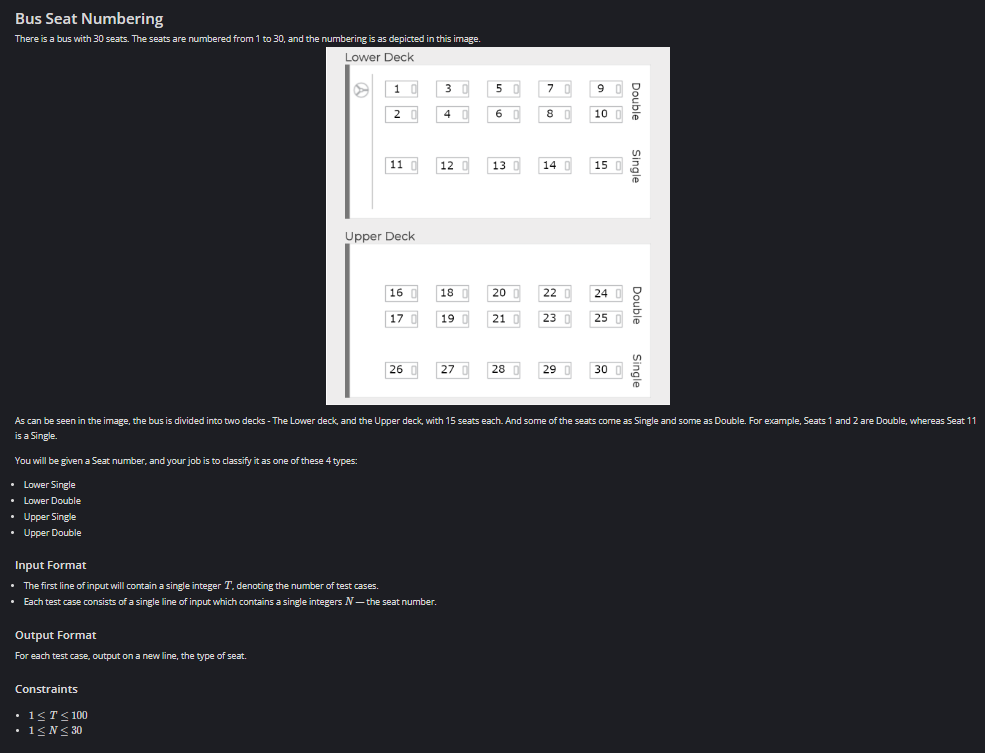 Bus Seat Numbering
There is a bus with 30 seats. The seats are numbered from 1 to 30, and the numbering is as depicted in this image.
Lower Deck
1 3 5 7 9
Double
2 4 6 8 10
11 12 13 14 15
Single
Upper Deck
16 18 20 22 24
Double
17 19 21 23 25
26 27 28 29 30
Single
As can be seen in the image, the bus is divided into two decks - The Lower deck, and the Upper deck, with 15 seats each. And some of the seats come as Single and some as Double. For example, Seats 1 and 2 are Double, whereas Seat 11
is a Single.
You will be given a Seat number, and your job is to classify it as one of these 4 types:
• Lower Single
• Lower Double
• Upper Single
• Upper Double
Input Format
• The first line of input will contain a single integer T, denoting the number of test cases.
• Each test case consists of a single line of input which contains a single integers N — the seat number.
Output Format
For each test case, output on a new line, the type of seat.
Constraints
• 1 ≤ T ≤ 100
• 1 ≤ N ≤ 30